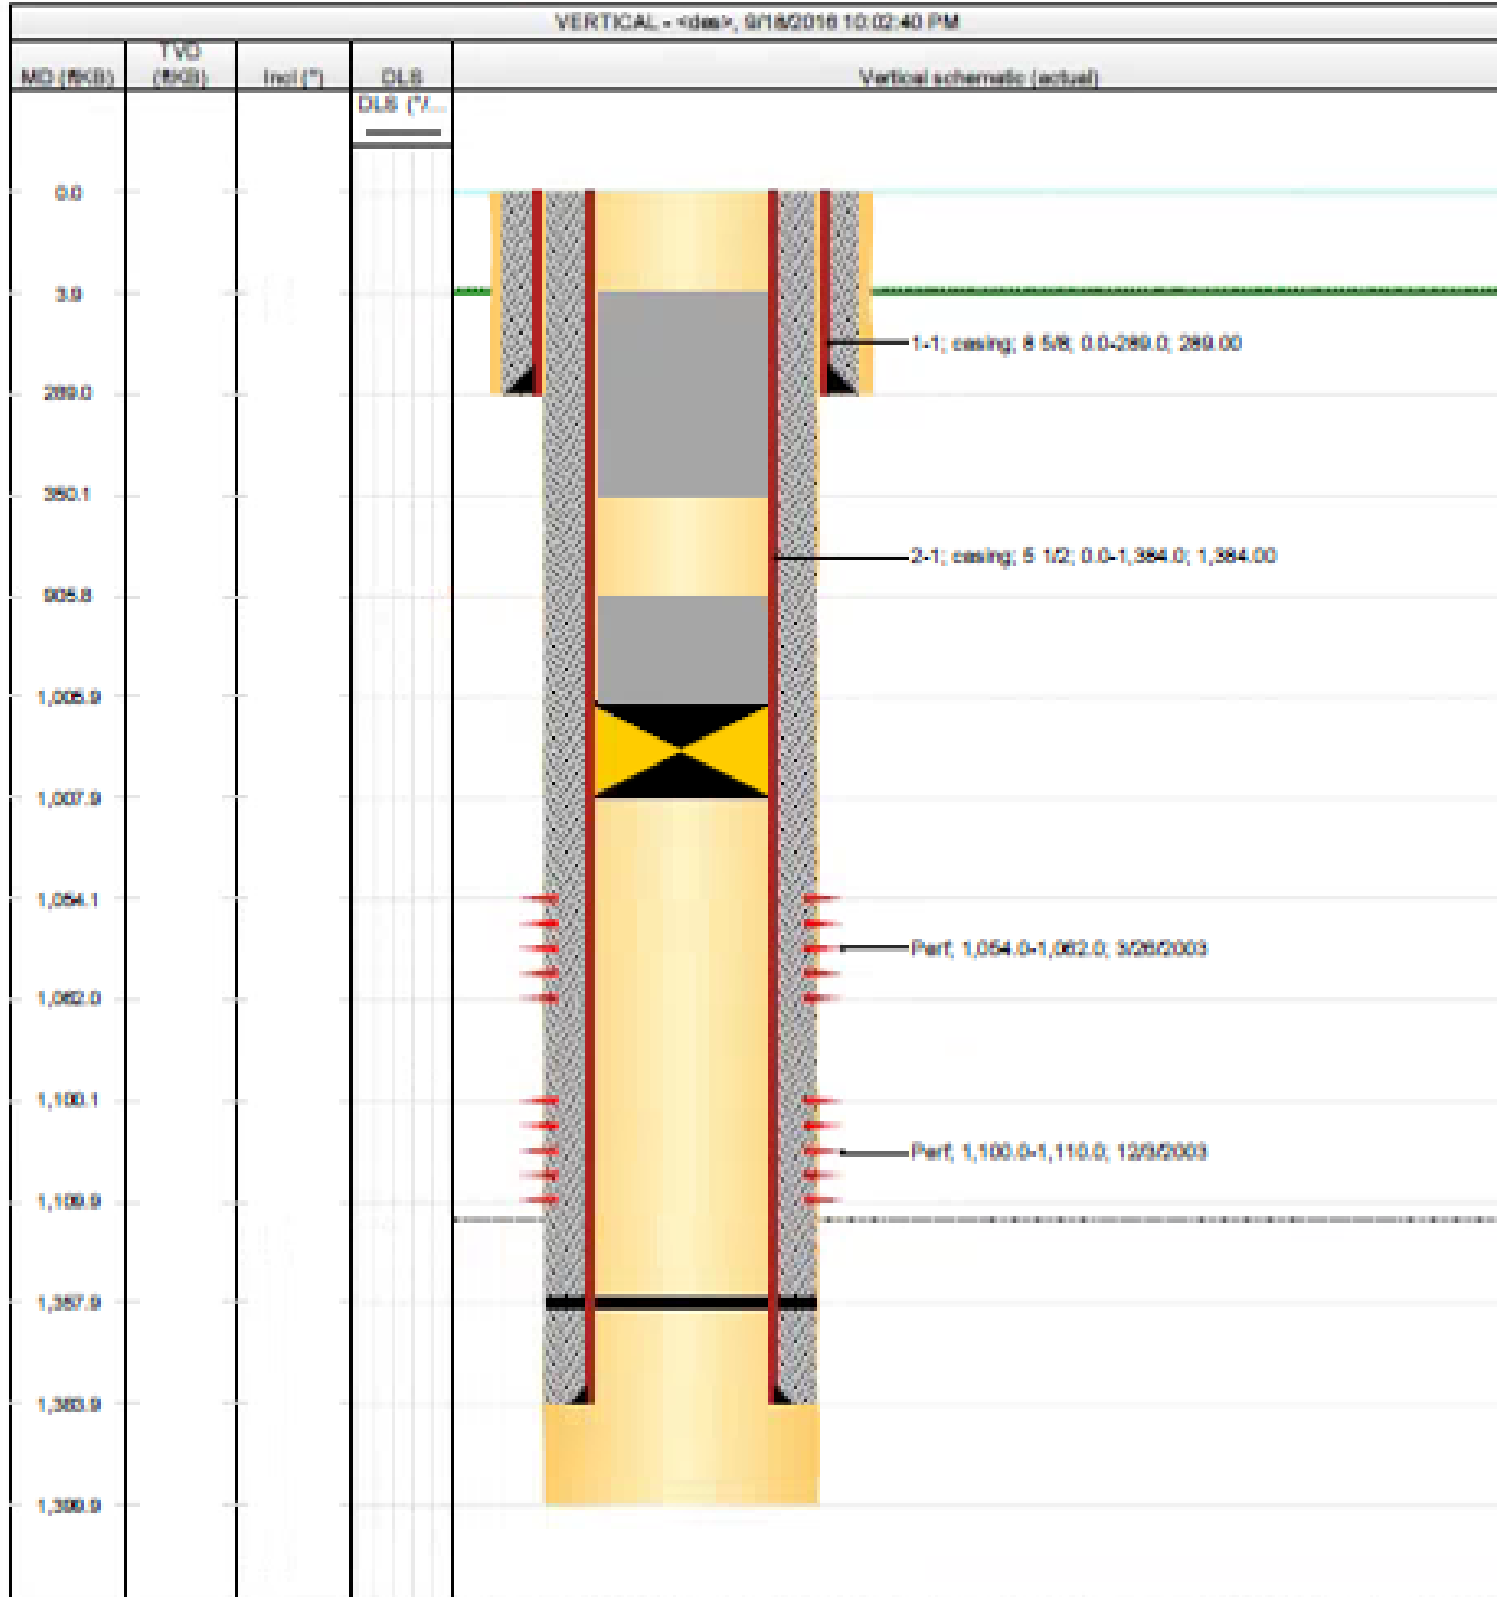 VERTICAL - <des>, 9/18/2016 10:02:40 PM
MD (ftKB)
TVD
(ftKB)
Incl (°)
DLS
DLS (°/...
Vertical schematic (actual)
0.0
3.9
289.0
350.1
905.8
1,005.9
1,007.9
1,054.1
1,062.0
1,100.1
1,109.9
1,357.9
1,383.9
1,399.9
1-1; casing; 8 5/8; 0.0-289.0; 289.00
2-1; casing; 5 1/2; 0.0-1,384.0; 1,384.00
Perf; 1,054.0-1,062.0; 3/26/2003
Perf; 1,100.0-1,110.0; 12/3/2003